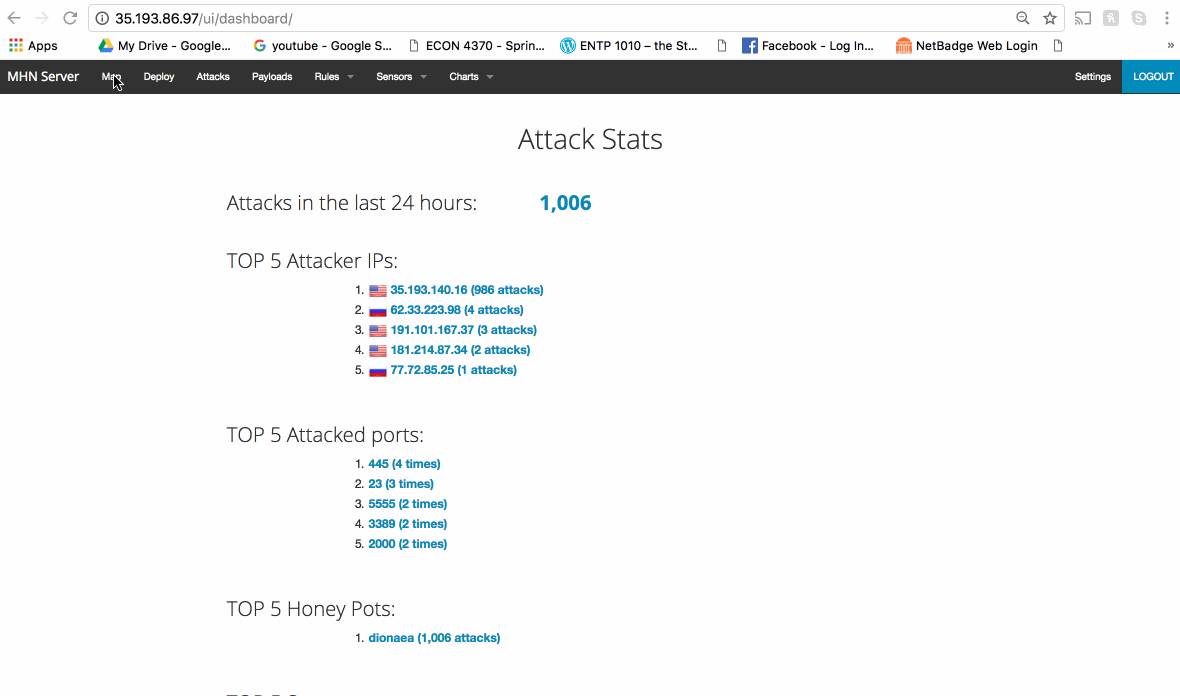 35.193.86.97/ui/dashboard/
Apps My Drive - Google... youtube - Google S... ECON 4370 - Sprin... ENTP 1010 – the St... Facebook - Log In... NetBadge Web Login »
MHN Server Map Deploy Attacks Payloads Rules Sensors Charts Settings LOGOUT
Attack Stats
Attacks in the last 24 hours: 1,006
TOP 5 Attacker IPs:
1. 35.193.140.16 (986 attacks)
2. 62.33.223.98 (4 attacks)
3. 191.101.167.37 (3 attacks)
4. 181.214.87.34 (2 attacks)
5. 77.72.85.25 (1 attacks)
TOP 5 Attacked ports:
1. 445 (4 times)
2. 23 (3 times)
3. 5555 (2 times)
4. 3389 (2 times)
5. 2000 (2 times)
TOP 5 Honey Pots:
1. dionaea (1,006 attacks)